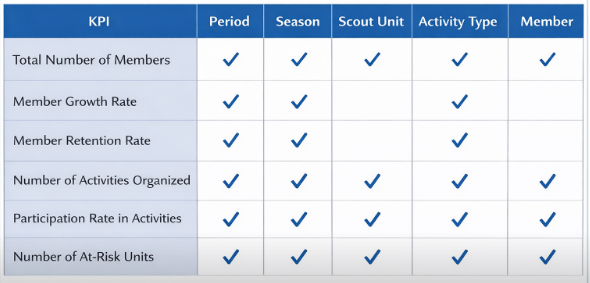 KPI Period Season Scout Unit Activity Type Member
Total Number of Members ✓ ✓ ✓ ✓ ✓
Member Growth Rate ✓ ✓ ✓
Member Retention Rate ✓ ✓ ✓
Number of Activities Organized ✓ ✓ ✓ ✓ ✓
Participation Rate in Activities ✓ ✓ ✓ ✓ ✓
Number of At-Risk Units ✓ ✓ ✓ ✓ ✓